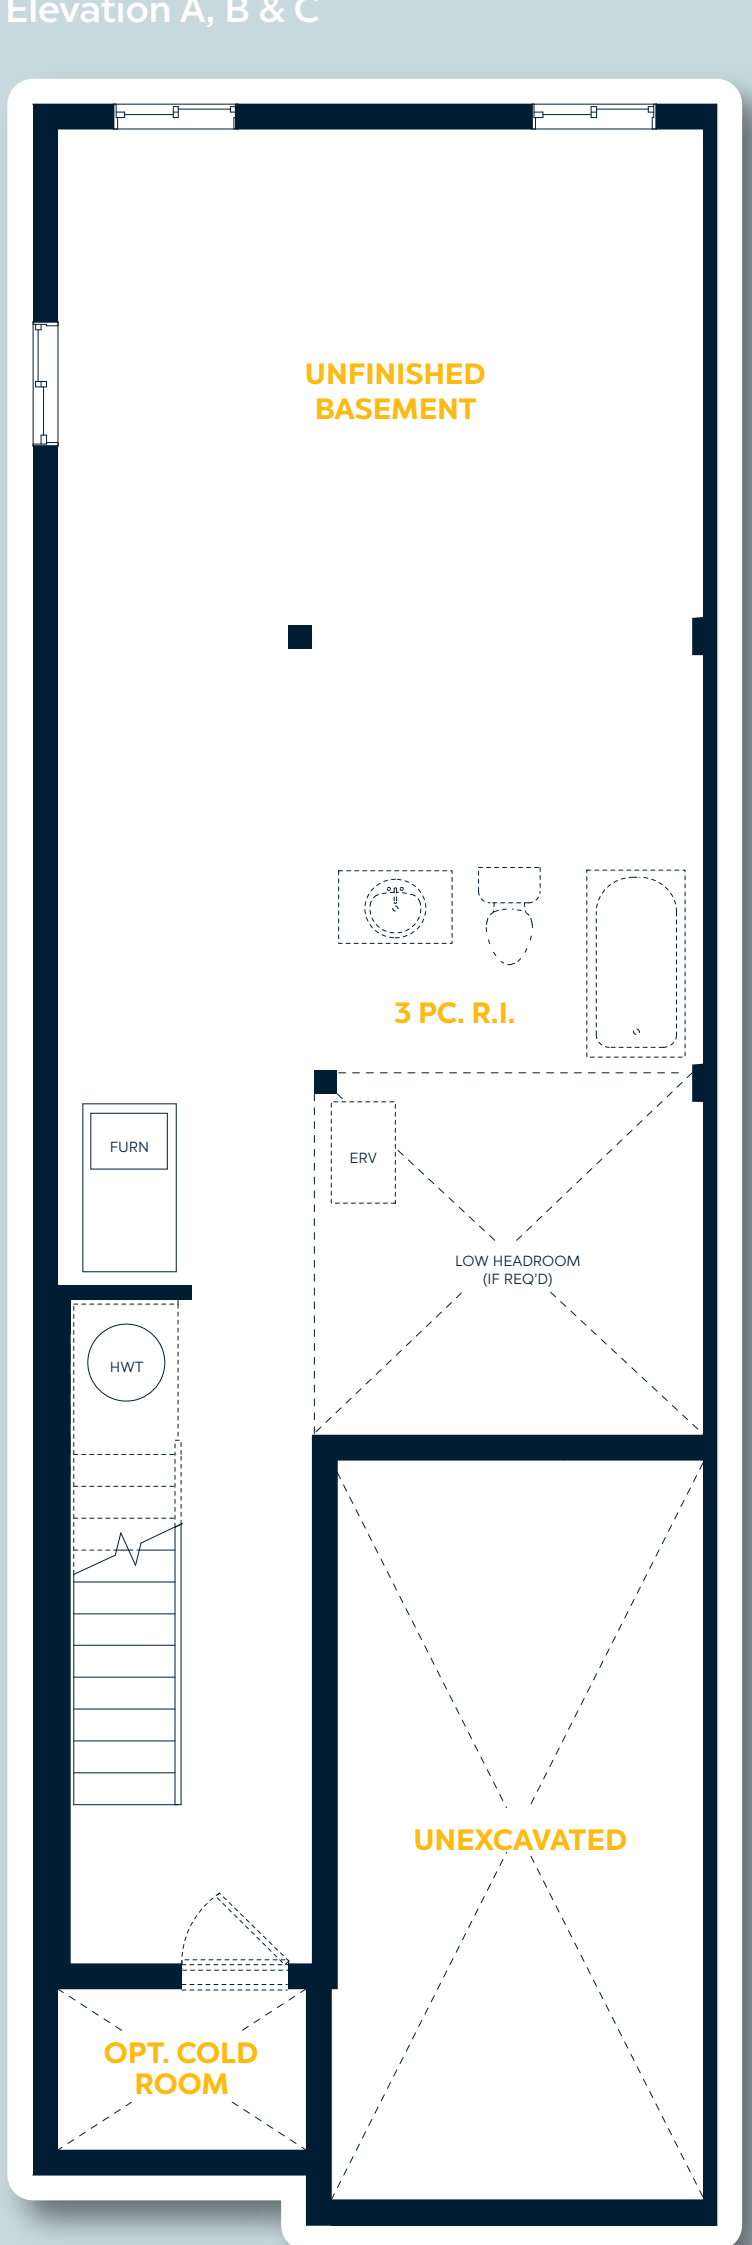 Elevation A, B & C
UNFINISHED
BASEMENT
3 PC. R.I.
FURN
ERV
LOW HEADROOM
(IF REQ'D)
HWT
UNEXCAVATED
OPT. COLD
ROOM